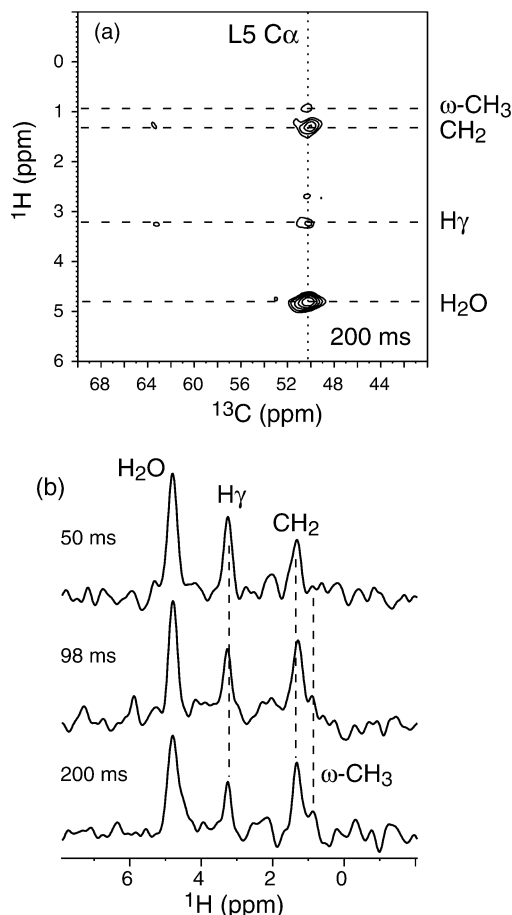 (a)
L5 Cα
0
1
2
3
4
5
6
¹H (ppm)
ω-CH₃
CH₂
Hγ
H₂O
200 ms
68 64 60 56 52 48 44
¹³C (ppm)
(b)
H₂O
Hγ
CH₂
50 ms
98 ms
200 ms
ω-CH₃
6 4 2 0
¹H (ppm)